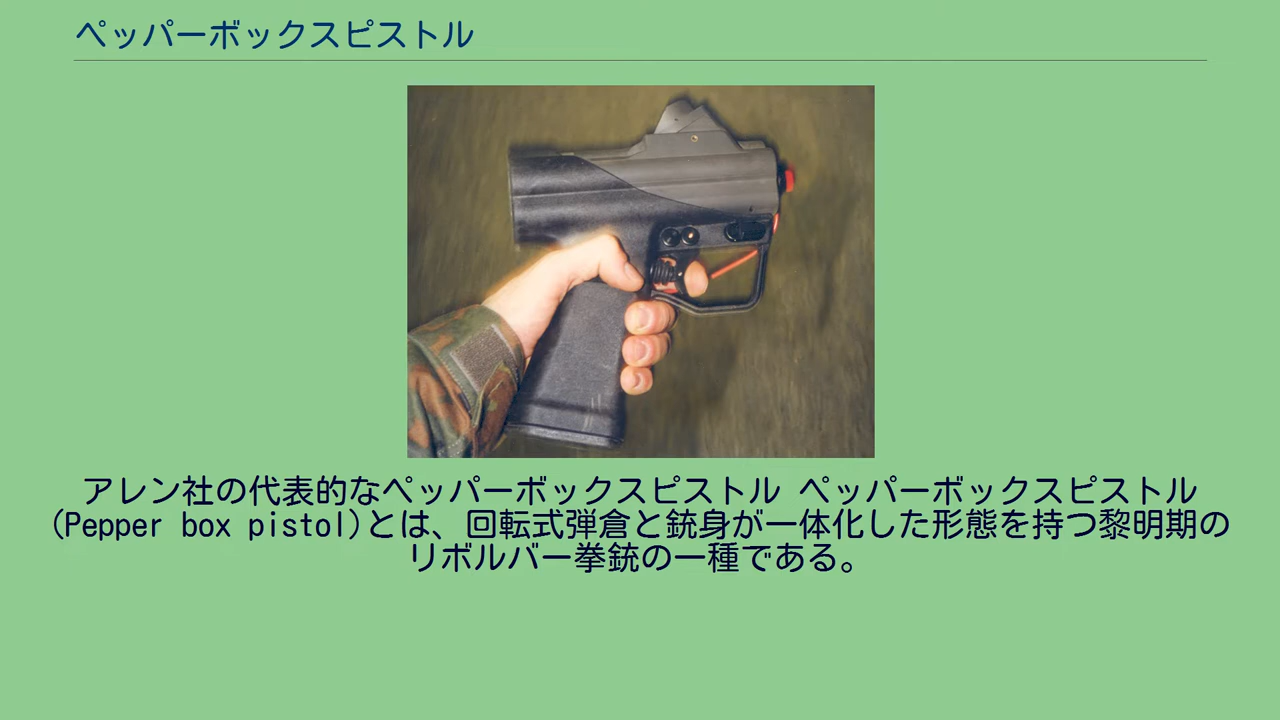 ペッパーボックスピストル
アレン社の代表的なペッパーボックスピストル ペッパーボックスピストル
(Pepper box pistol)とは、回転式弾倉と銃身が一体化した形態を持つ黎明期の
リボルバー拳銃の一種である。